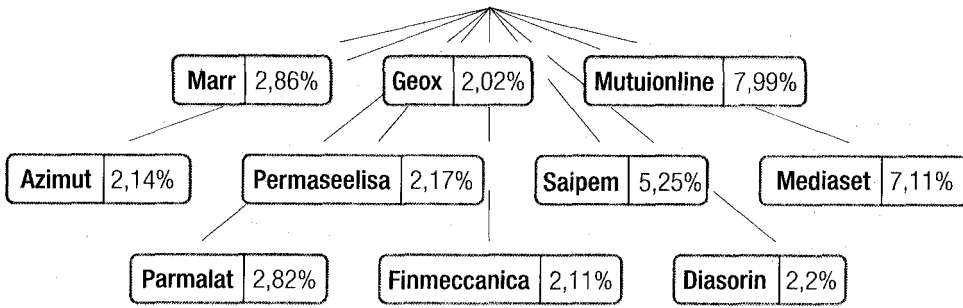 Marr 2,86% Geox 2,02% Mutuionline 7,99%
Azimut 2,14% Permaseelisa 2,17% Saipem 5,25% Mediaset 7,11%
Parmalat 2,82% Finmeccanica 2,11% Diasorin 2,2%